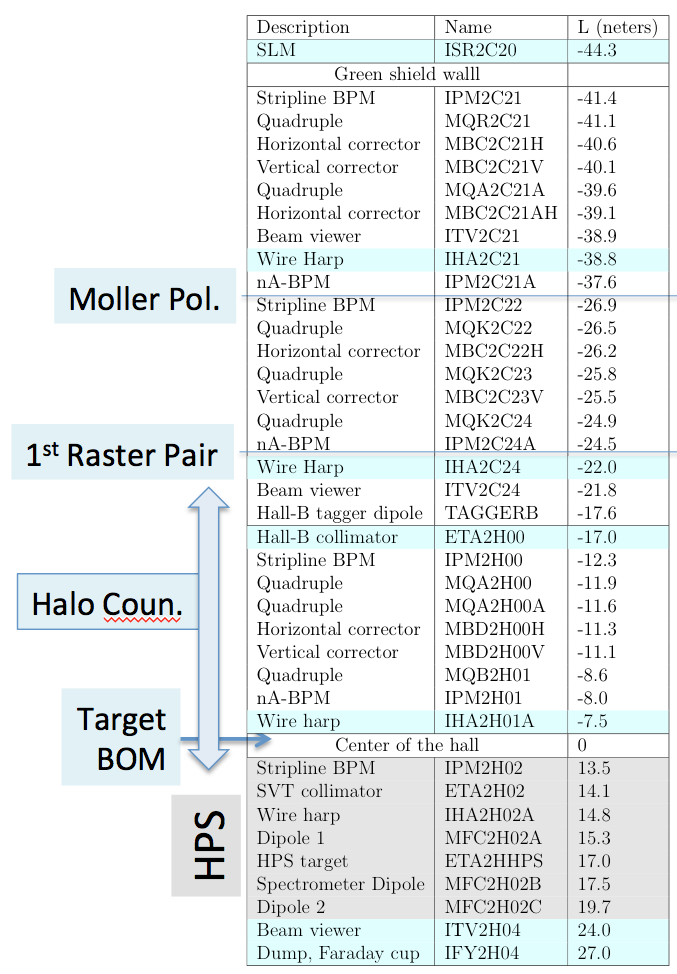 Description Name L (neters)
SLM ISR2C20 -44.3
Green shield walll
Stripline BPM IPM2C21 -41.4
Quadruple MQR2C21 -41.1
Horizontal corrector MBC2C21H -40.6
Vertical corrector MBC2C21V -40.1
Quadruple MQA2C21A -39.6
Horizontal corrector MBC2C21AH -39.1
Beam viewer ITV2C21 -38.9
Wire Harp IHA2C21 -38.8
nA-BPM IPM2C21A -37.6
Moller Pol.
Stripline BPM IPM2C22 -26.9
Quadruple MQK2C22 -26.5
Horizontal corrector MBC2C22H -26.2
Quadruple MQK2C23 -25.8
Vertical corrector MBC2C23V -25.5
Quadruple MQK2C24 -24.9
nA-BPM IPM2C24A -24.5
1st Raster Pair
Wire Harp IHA2C24 -22.0
Beam viewer ITV2C24 -21.8
Hall-B tagger dipole TAGGERB -17.6
Hall-B collimator ETA2H00 -17.0
Stripline BPM IPM2H00 -12.3
Quadruple MQA2H00 -11.9
Quadruple MQA2H00A -11.6
Halo Coun.
Horizontal corrector MBD2H00H -11.3
Vertical corrector MBD2H00V -11.1
Quadruple MQB2H01 -8.6
nA-BPM IPM2H01 -8.0
Wire harp IHA2H01A -7.5
Target
BOM
Center of the hall 0
Stripline BPM IPM2H02 13.5
SVT collimator ETA2H02 14.1
Wire harp IHA2H02A 14.8
Dipole 1 MFC2H02A 15.3
HPS
HPS target ETA2HHPS 17.0
Spectrometer Dipole MFC2H02B 17.5
Dipole 2 MFC2H02C 19.7
Beam viewer ITV2H04 24.0
Dump, Faraday cup IFY2H04 27.0